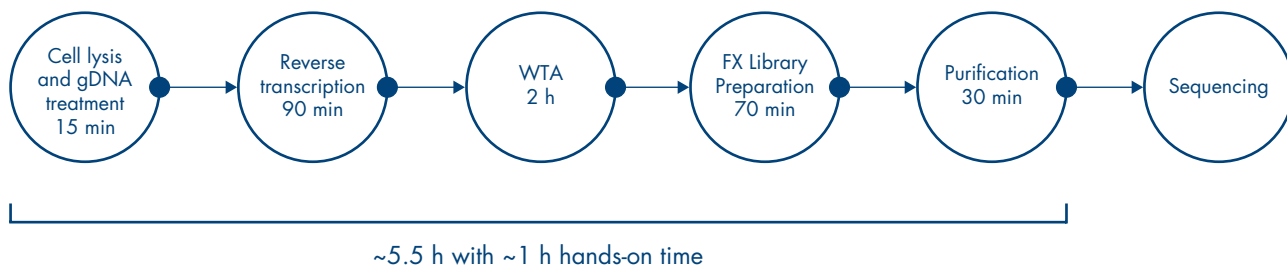 Cell lysis
and gDNA
treatment
15 min
Reverse
transcription
90 min
WTA
2 h
FX Library
Preparation
70 min
Purification
30 min
Sequencing
~5.5 h with ~1 h hands-on time